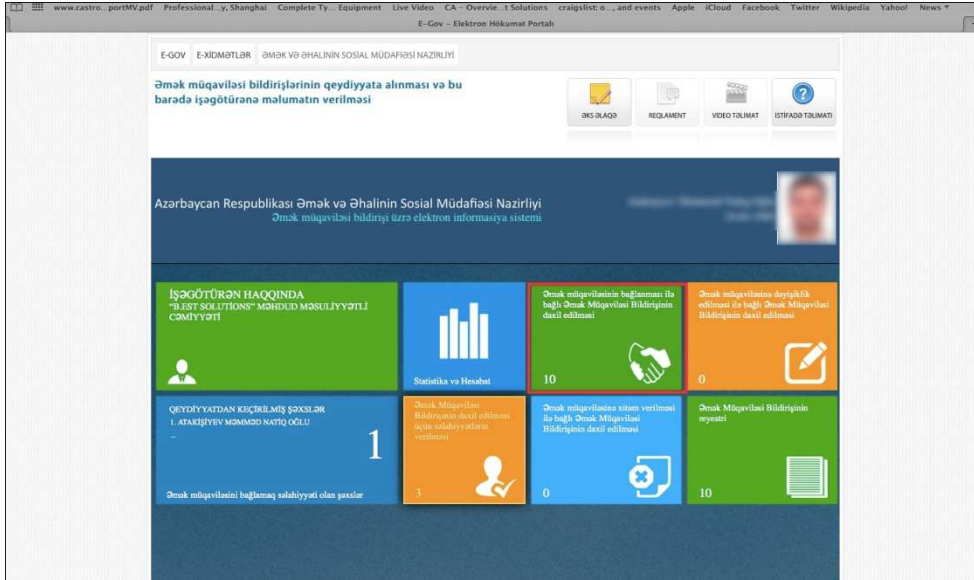 www.castro...portMV.pdf Professional...y, Shanghai Complete Ty... Equipment Live Video CA – Overvie...t Solutions craigslist: o..., and events Apple iCloud Facebook Twitter Wikipedia Yahoo! News
E-Gov – Elektron Hökumat Portalı
E-GOV E-XİDMƏTLƏR ƏMƏK VƏ ƏHALİNİN SOSİAL MÜDAFİƏSİ NAZİRLİYİ
Əmək müqaviləsi bildirişlərinin qeydiyyata alınması və bu
barədə işəgötürənə məlumatın verilməsi
ƏKS ƏLAQƏ
REQLAMENT
VIDEO TƏLİMAT
İSTİFADƏ TƏLİMATI
Azərbaycan Respublikası Əmək və Əhalinin Sosial Müdafiəsi Nazirliyi
Əmək müqaviləsi bildirişi üzrə elektron informasiya sistemi
İŞƏGÖTÜRƏN HAQQINDA
"B.EST SOLUTİONS" MƏHDUD MƏSULİYYƏTLİ
CƏMİYYƏTİ
Statistika və Hesabat
Əmək müqaviləsinin bağlanması ilə
bağlı Əmək Müqaviləsi Bildirişinin
daxil edilməsi
10
Əmək müqaviləsinə dəyişiklik
edilməsi ilə bağlı Əmək Müqaviləsi
Bildirişinin daxil edilməsi
0
QEYDİYYATDAN KEÇİRİLMİŞ ŞƏXSLƏR
1. ATAKİŞİYEV MƏMMƏD NATİQ OĞLU
...
1
Əmək müqaviləsini bağlamaq səlahiyyəti olan şəxslər
Əmək Müqaviləsi
Bildirişinin daxil edilməsi
üçün səlahiyyətlərin
verilməsi
3
Əmək müqaviləsinə xitam verilməsi
ilə bağlı Əmək Müqaviləsi
Bildirişinin daxil edilməsi
0
Əmək Müqaviləsi Bildirişinin
reyestri
10